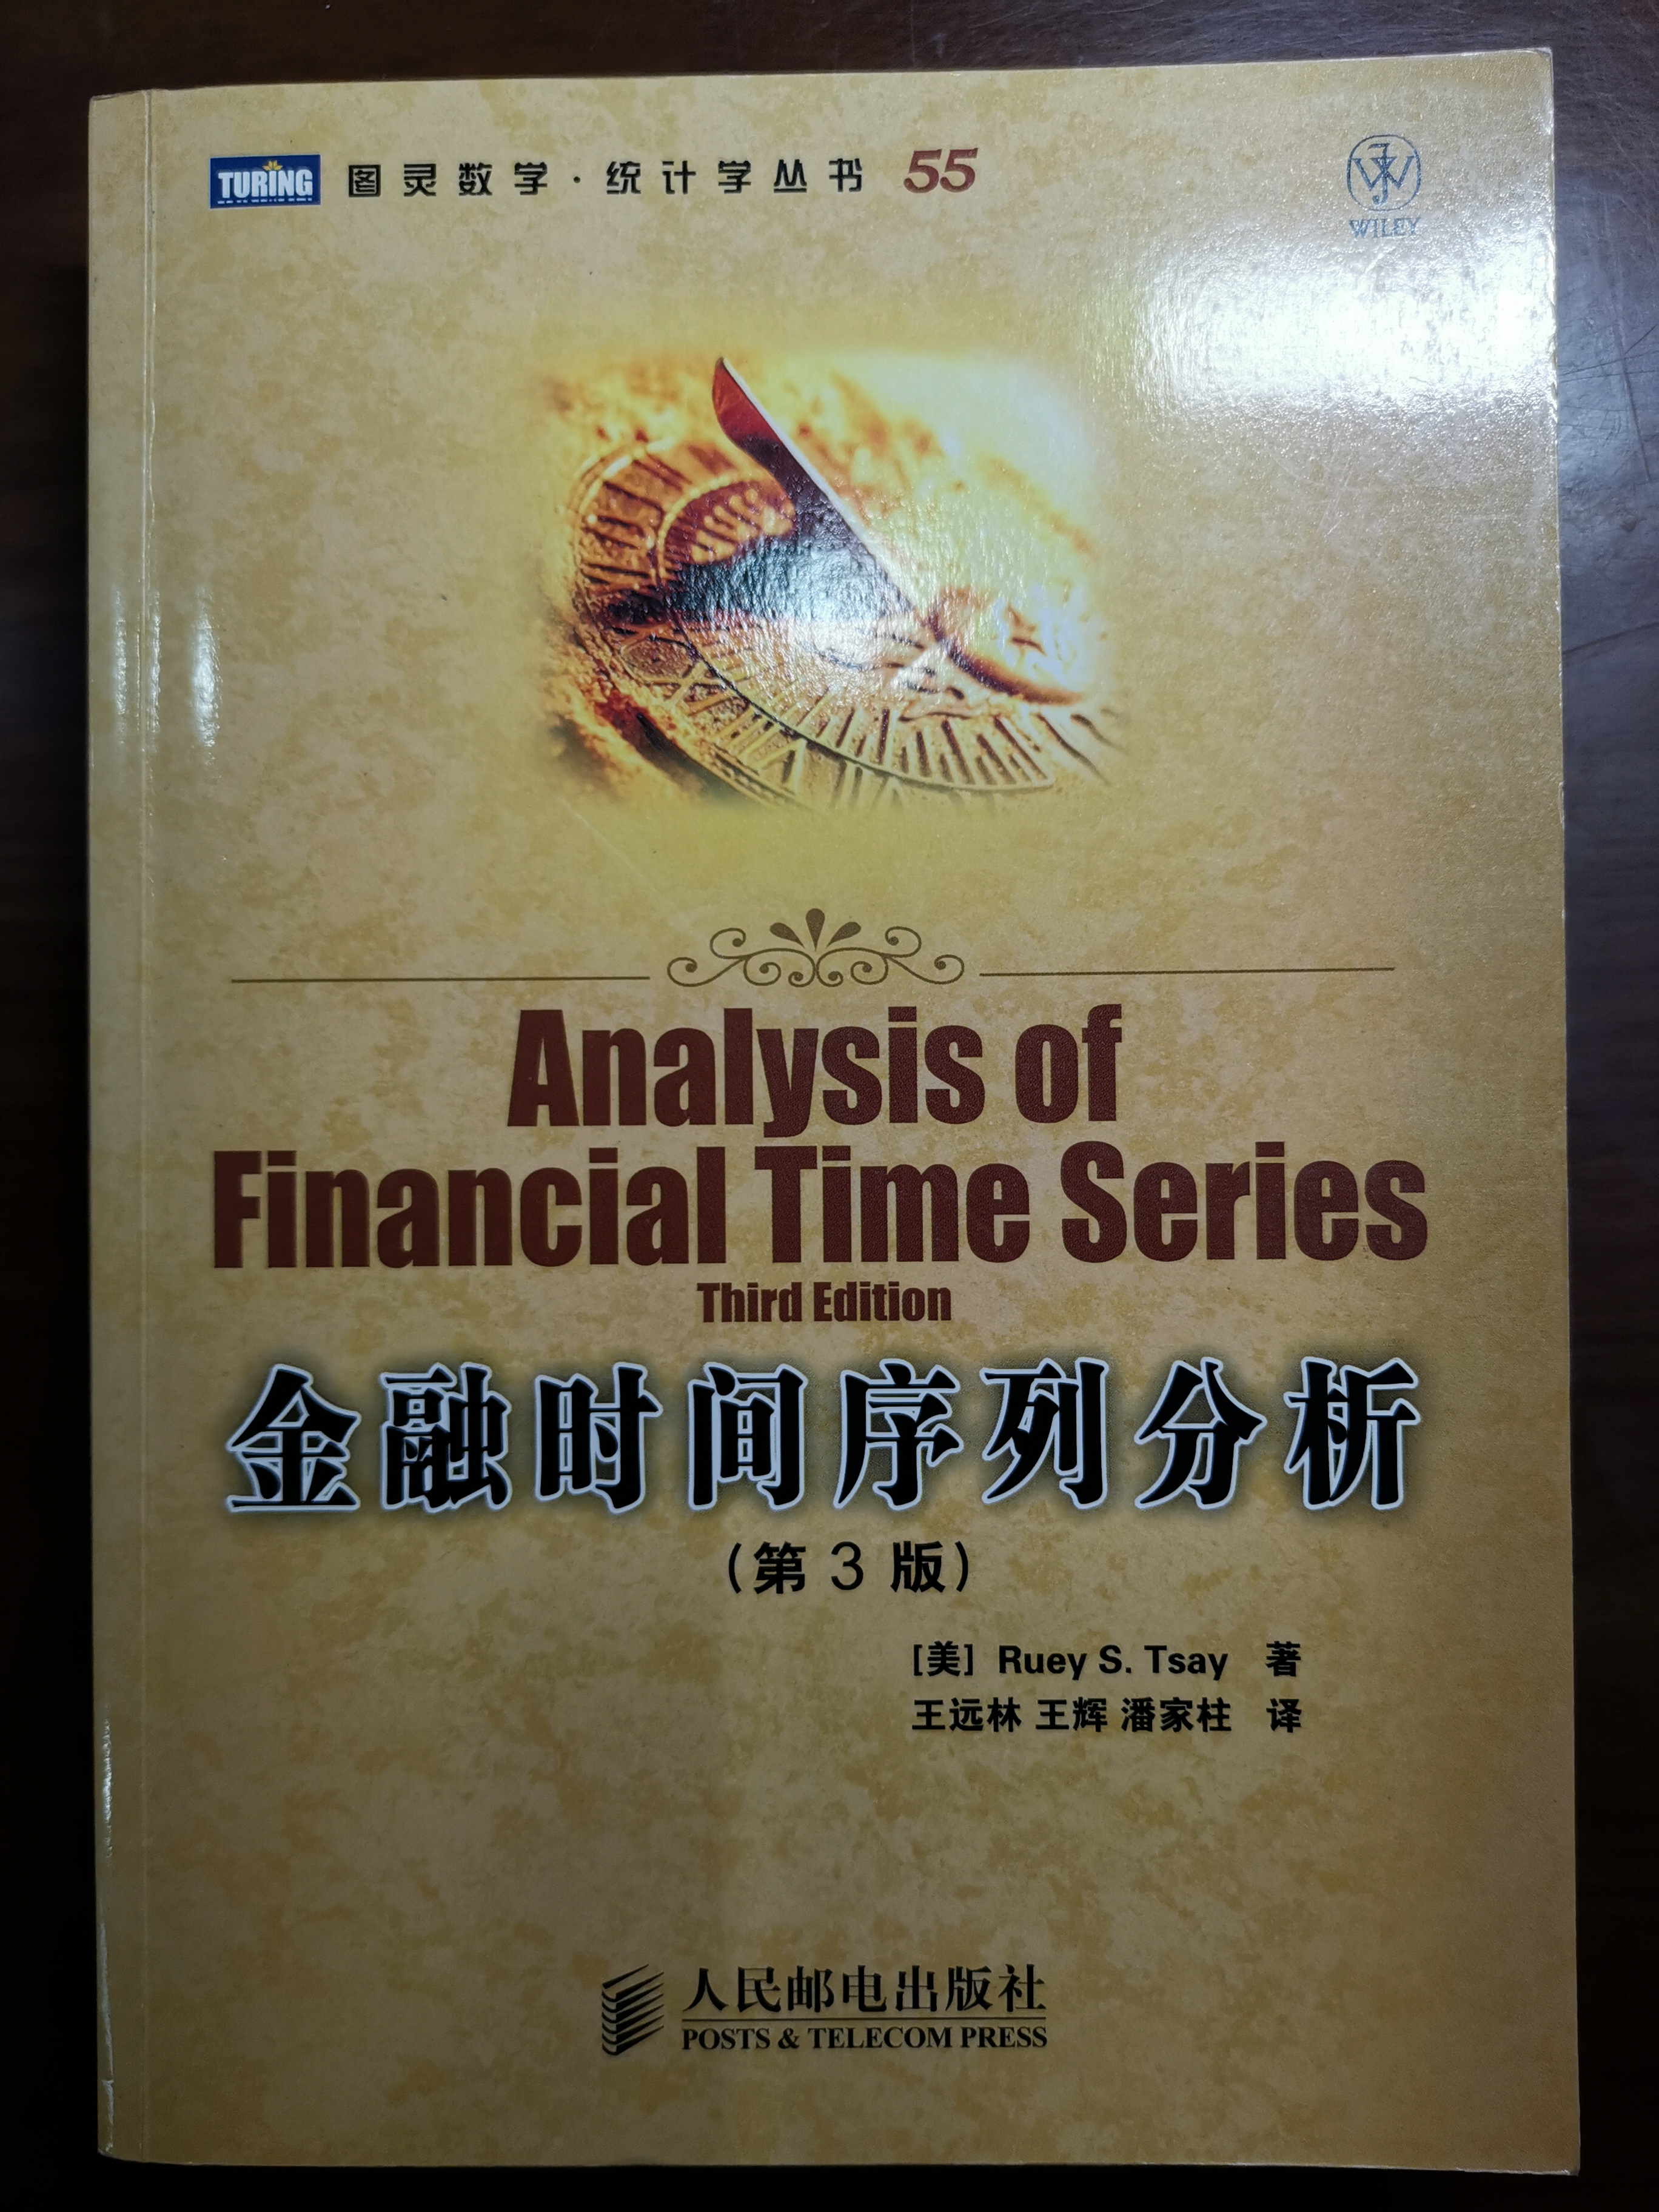 TURING 图灵数学·统计学丛书 55
WILEY
Analysis of
Financial Time Series
Third Edition
金融时间序列分析
（第 3 版）
[美] Ruey S. Tsay 著
王远林 王辉 潘家柱 译
人民邮电出版社
POSTS & TELECOM PRESS